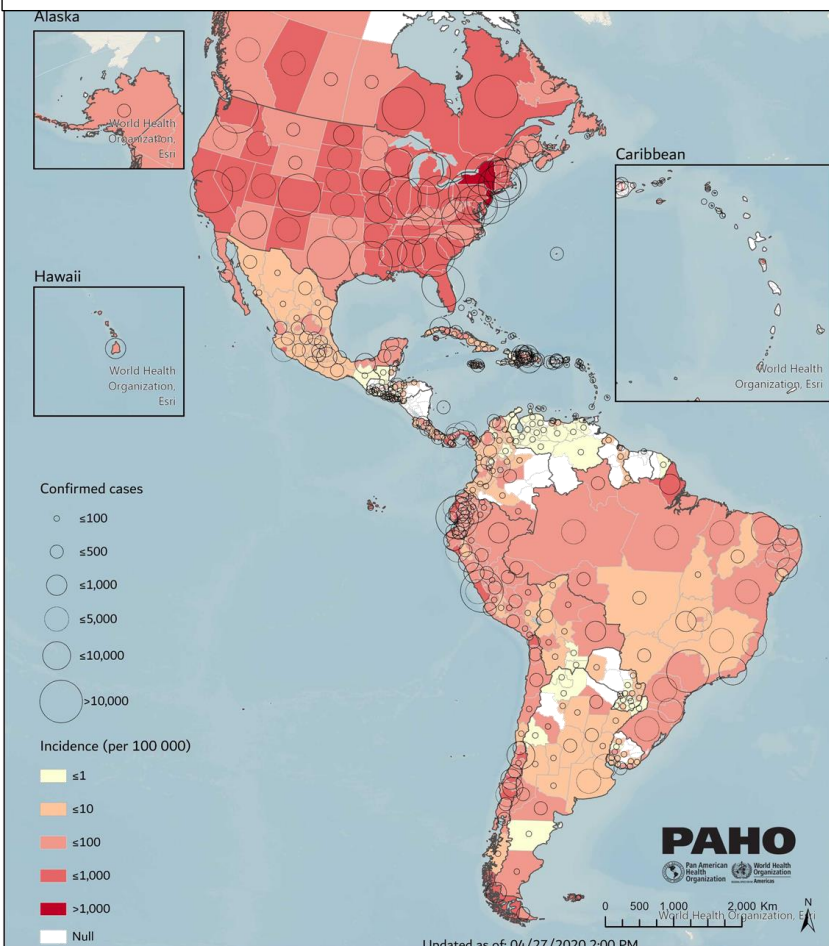 Alaska
World Health
Organization,
Esri
Caribbean
World Health
Organization,
Esri
Hawaii
World Health
Organization,
Esri
Confirmed cases
≤100
≤500
≤1,000
≤5,000
≤10,000
>10,000
Incidence (per 100 000)
≤1
≤10
≤100
≤1,000
>1,000
Null
PAHO
Pan American
Health
Organization
World Health
Organization
Americas
0 500 1,000 2,000 Km
N
World Health Organization, Esri
Updated as of: 04/27/2020 2:00 PM